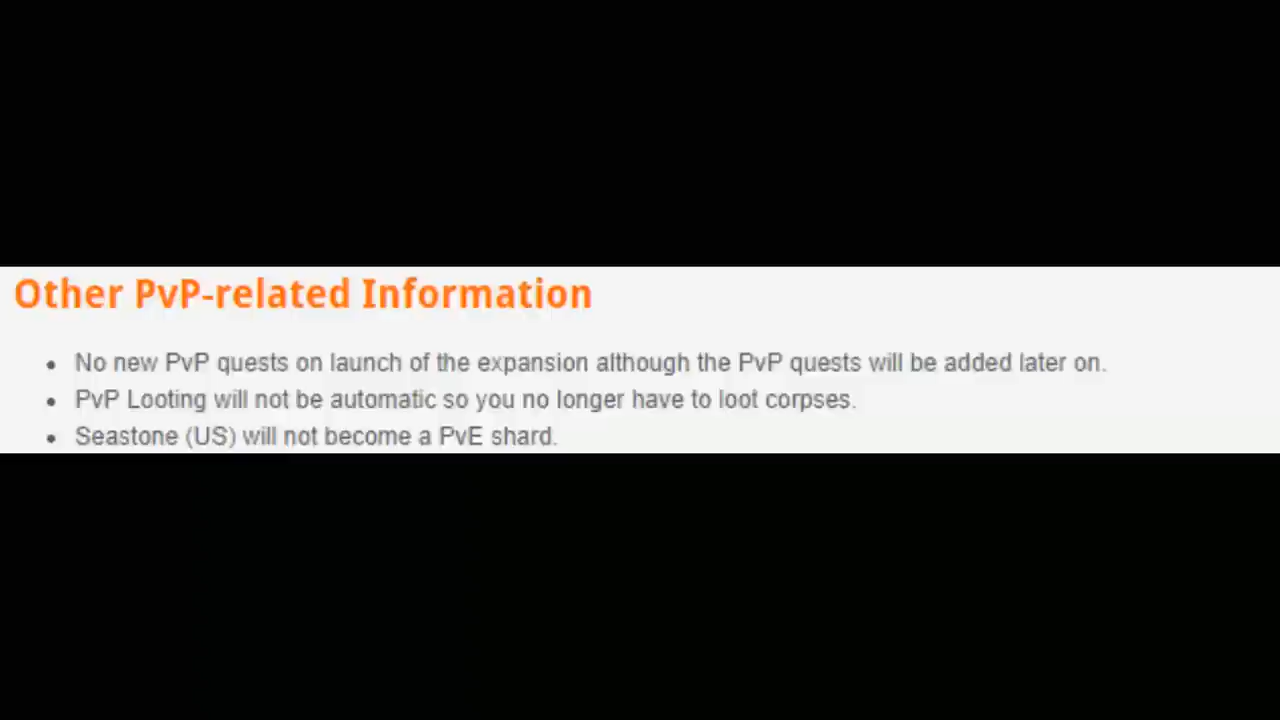 Other PvP-related Information
• No new PvP quests on launch of the expansion although the PvP quests will be added later on.
• PvP Looting will not be automatic so you no longer have to loot corpses.
• Seastone (US) will not become a PvE shard.